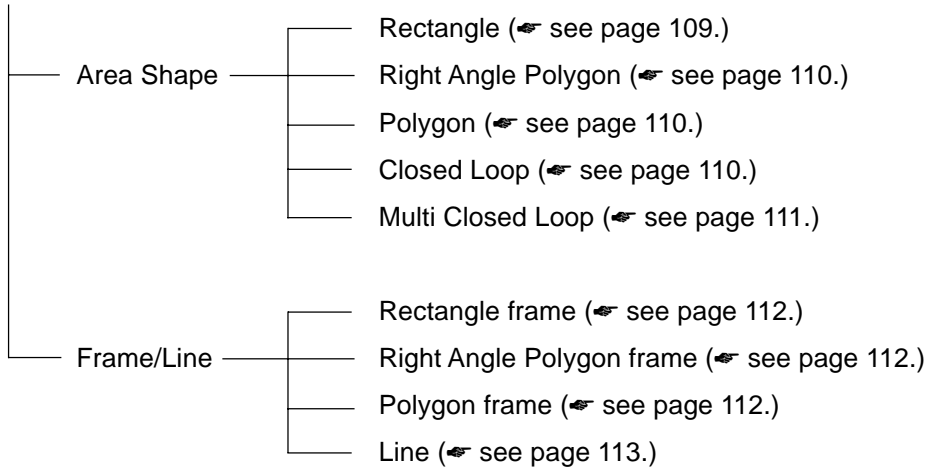 Rectangle (☛ see page 109.)
Area Shape Right Angle Polygon (☛ see page 110.)
Polygon (☛ see page 110.)
Closed Loop (☛ see page 110.)
Multi Closed Loop (☛ see page 111.)
Rectangle frame (☛ see page 112.)
Frame/Line Right Angle Polygon frame (☛ see page 112.)
Polygon frame (☛ see page 112.)
Line (☛ see page 113.)